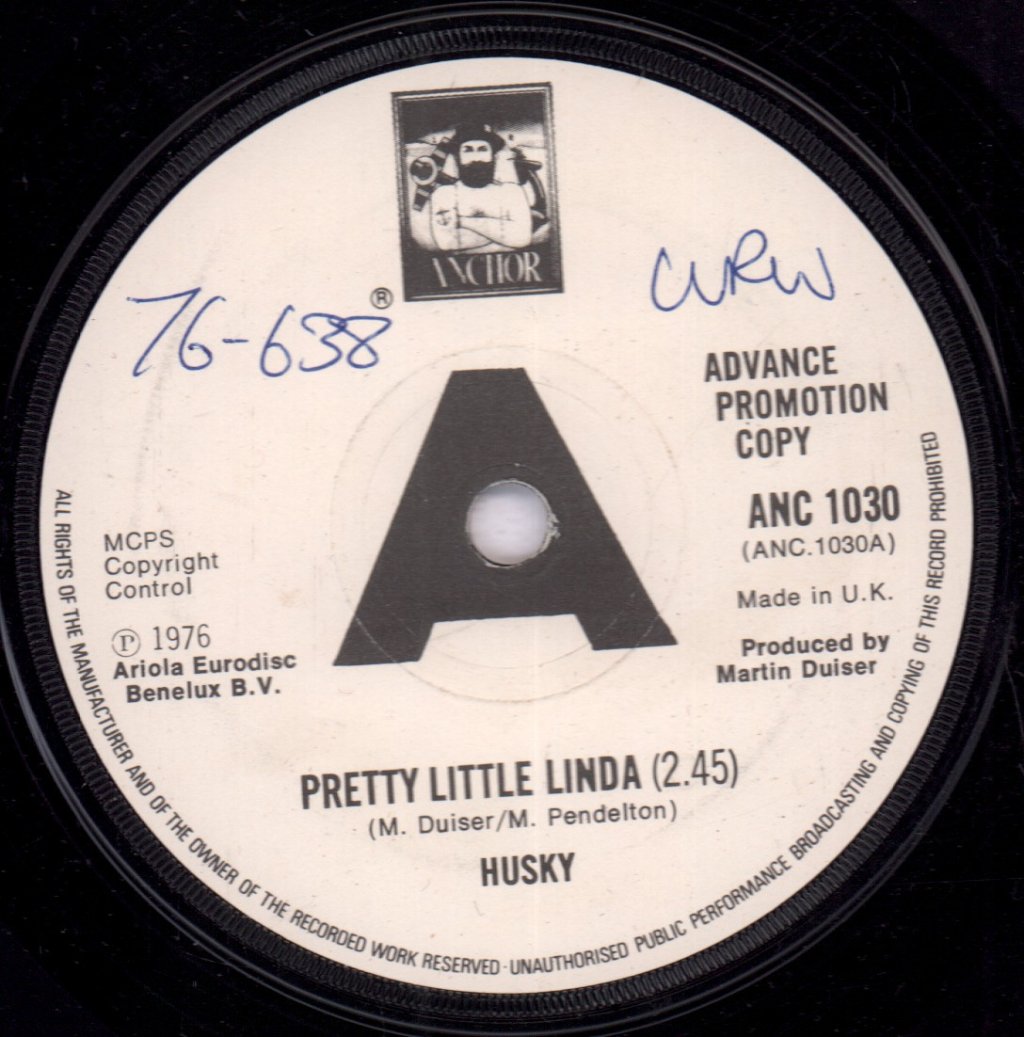 ANCHOR
®
76-638
WRW
ADVANCE
PROMOTION
COPY
A
ANC 1030
(ANC.1030A)
Made in U.K.
Produced by
Martin Duiser
MCPS
Copyright
Control
℗ 1976
Ariola Eurodisc
Benelux B.V.
PRETTY LITTLE LINDA (2.45)
(M. Duiser/M. Pendelton)
HUSKY
ALL RIGHTS OF THE MANUFACTURER AND OF THE OWNER OF THE RECORDED WORK RESERVED · UNAUTHORISED PUBLIC PERFORMANCE BROADCASTING AND COPYING OF THIS RECORD PROHIBITED